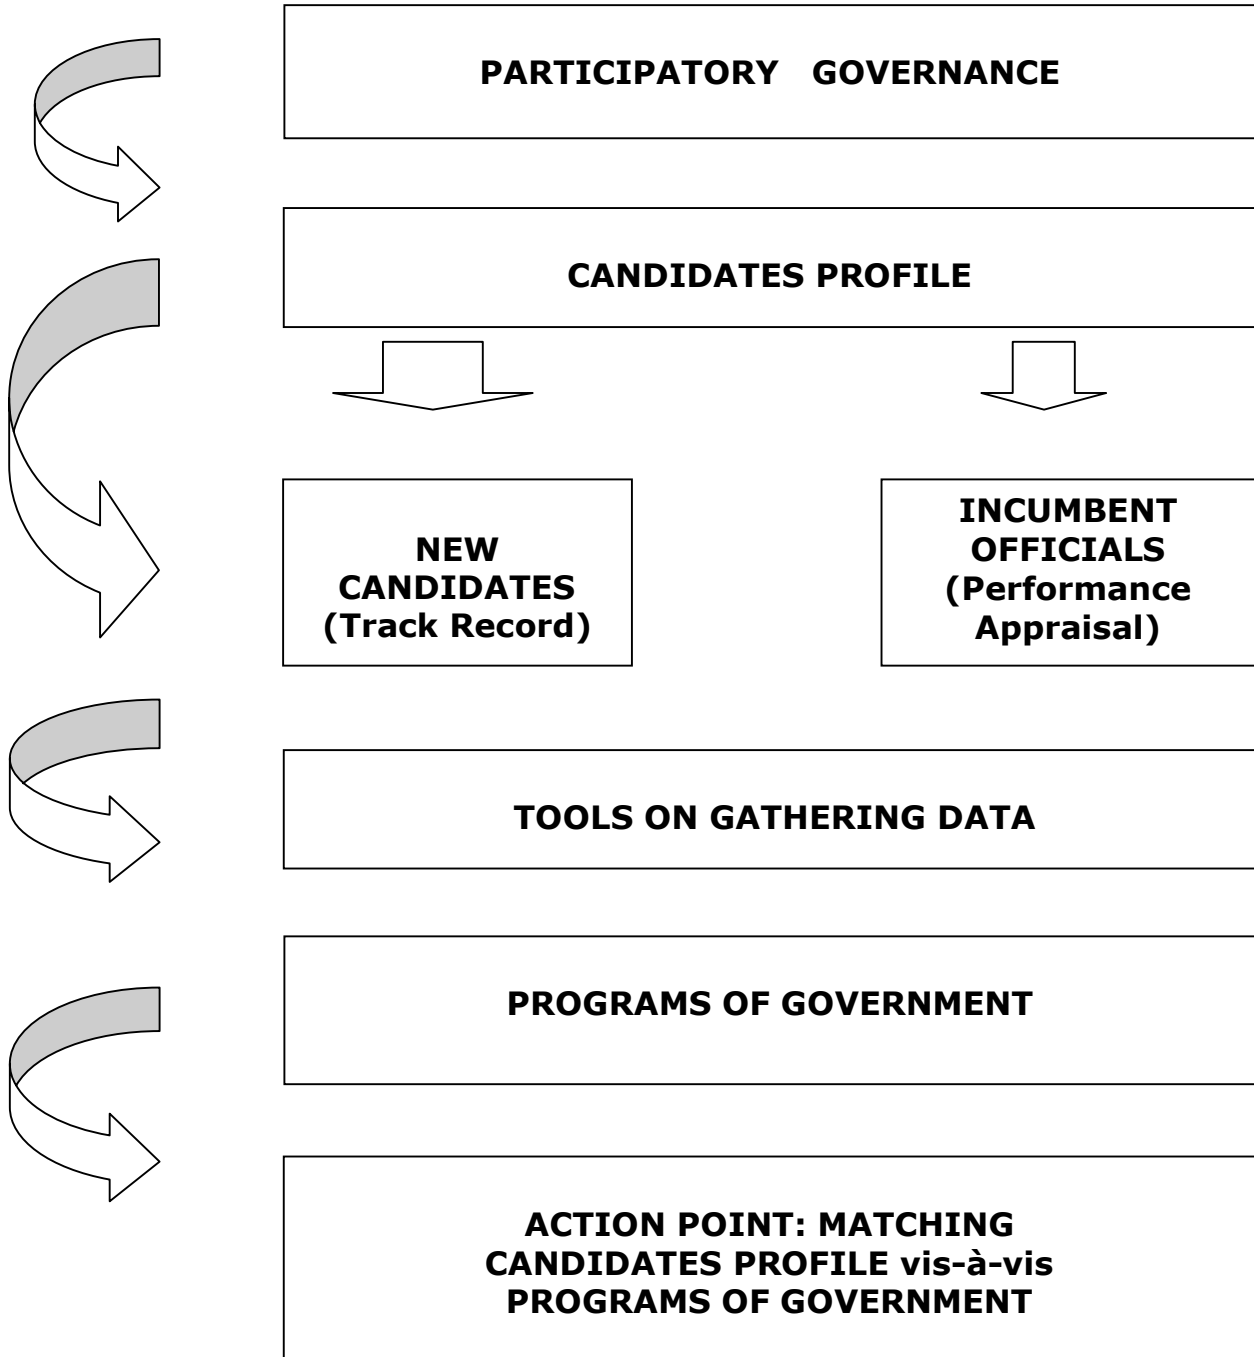 PARTICIPATORY GOVERNANCE
CANDIDATES PROFILE
NEW
CANDIDATES
(Track Record)
INCUMBENT
OFFICIALS
(Performance
Appraisal)
TOOLS ON GATHERING DATA
PROGRAMS OF GOVERNMENT
ACTION POINT: MATCHING
CANDIDATES PROFILE vis-à-vis
PROGRAMS OF GOVERNMENT